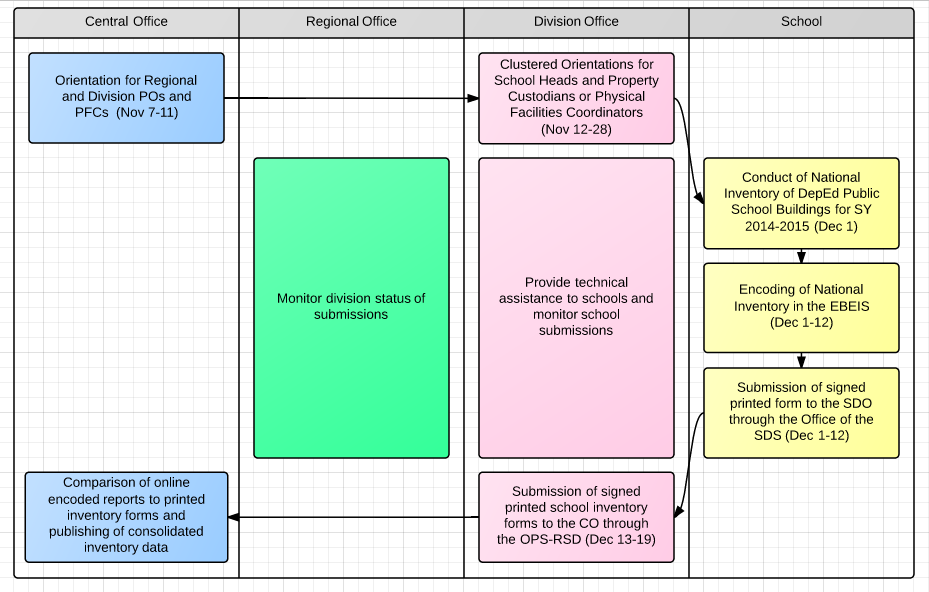 Central Office
Regional Office
Division Office
School
Orientation for Regional
and Division POs and
PFCs (Nov 7-11)
Clustered Orientations for
School Heads and Property
Custodians or Physical
Facilities Coordinators
(Nov 12-28)
Conduct of National
Inventory of DepEd Public
School Buildings for SY
2014-2015 (Dec 1)
Monitor division status of
submissions
Provide technical
assistance to schools and
monitor school
submissions
Encoding of National
Inventory in the EBEIS
(Dec 1-12)
Submission of signed
printed form to the SDO
through the Office of the
SDS (Dec 1-12)
Comparison of online
encoded reports to printed
inventory forms and
publishing of consolidated
inventory data
Submission of signed
printed school inventory
forms to the CO through
the OPS-RSD (Dec 13-19)